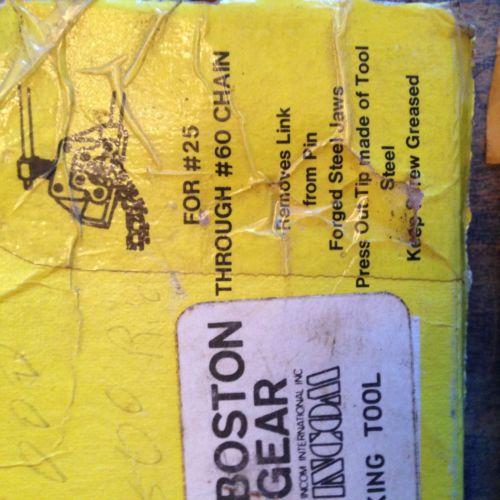 FOR #25
THROUGH #60 CHAIN
Removes Link
from Pin
Forged Steel Jaws
Press Out Tip made of Tool
Steel
Keep Screw Greased
BOSTON
GEAR
INCOM INTERNATIONAL INC
INCOM
KING TOOL